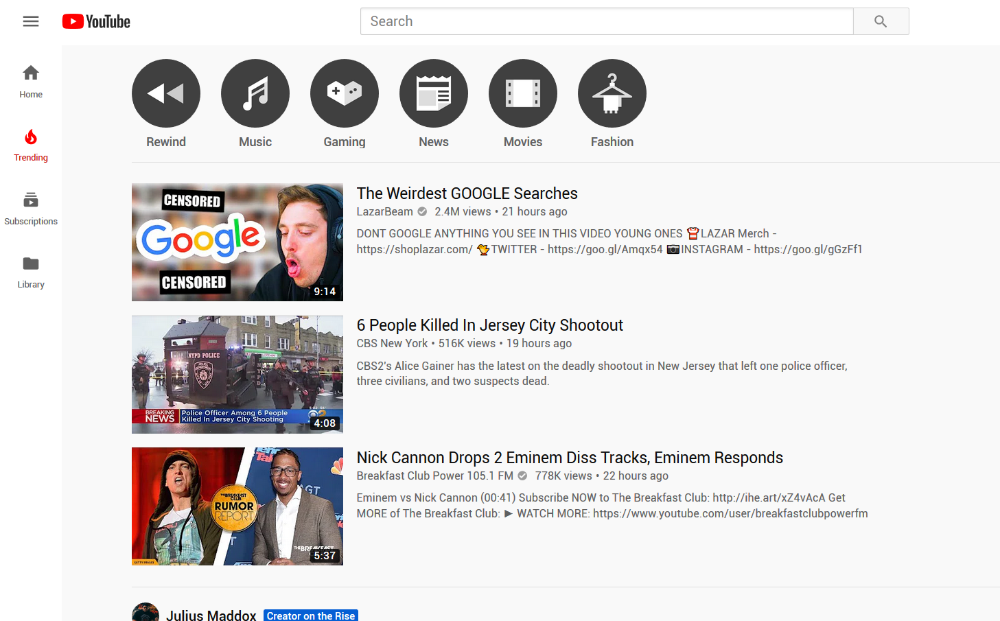 YouTube
Search
Home
Trending
Subscriptions
Library
Rewind
Music
Gaming
News
Movies
Fashion
CENSORED
Google
CENSORED
9:14
The Weirdest GOOGLE Searches
LazarBeam 2.4M views • 21 hours ago
DONT GOOGLE ANYTHING YOU SEE IN THIS VIDEO YOUNG ONES LAZAR Merch -
https://shoplazar.com/ TWITTER - https://goo.gl/Amqx54 INSTAGRAM - https://goo.gl/gGzFf1
NYPD POLICE
BREAKING NEWS
Police Officer Among 6 People
Killed In Jersey City Shooting
4:08
6 People Killed In Jersey City Shootout
CBS New York • 516K views • 19 hours ago
CBS2's Alice Gainer has the latest on the deadly shootout in New Jersey that left one police officer,
three civilians, and two suspects dead.
THE BREAKFAST CLUB
RUMOR
REPORT
GETTY IMAGES
5:37
Nick Cannon Drops 2 Eminem Diss Tracks, Eminem Responds
Breakfast Club Power 105.1 FM 778K views • 22 hours ago
Eminem vs Nick Cannon (00:41) Subscribe NOW to The Breakfast Club: http://ihe.art/xZ4vAcA Get
MORE of The Breakfast Club: ► WATCH MORE: https://www.youtube.com/user/breakfastclubpowerfm
Julius Maddox Creator on the Rise